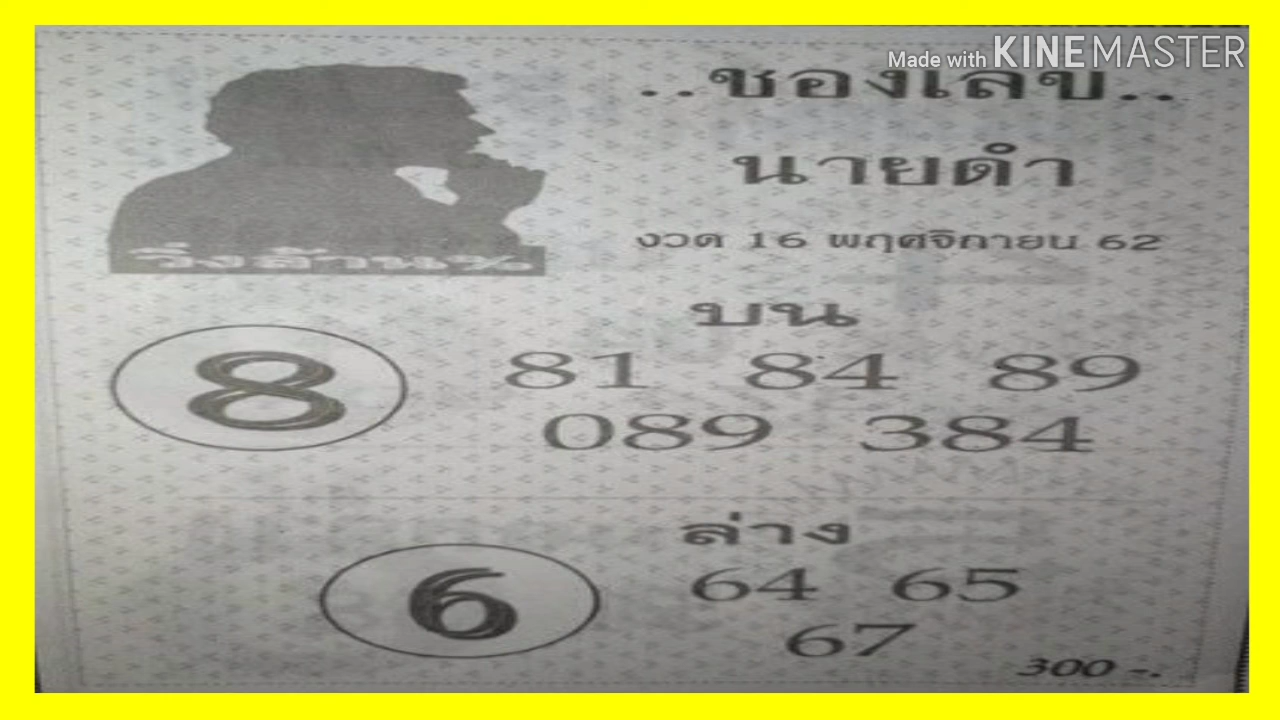 Made with KINEMASTER
..ซองเลข..
นายดำ
งวด 16 พฤศจิกายน 62
วิ่งล้าน%
บน
8
81 84 89
089 384
ล่าง
6
64 65
67
300 -.